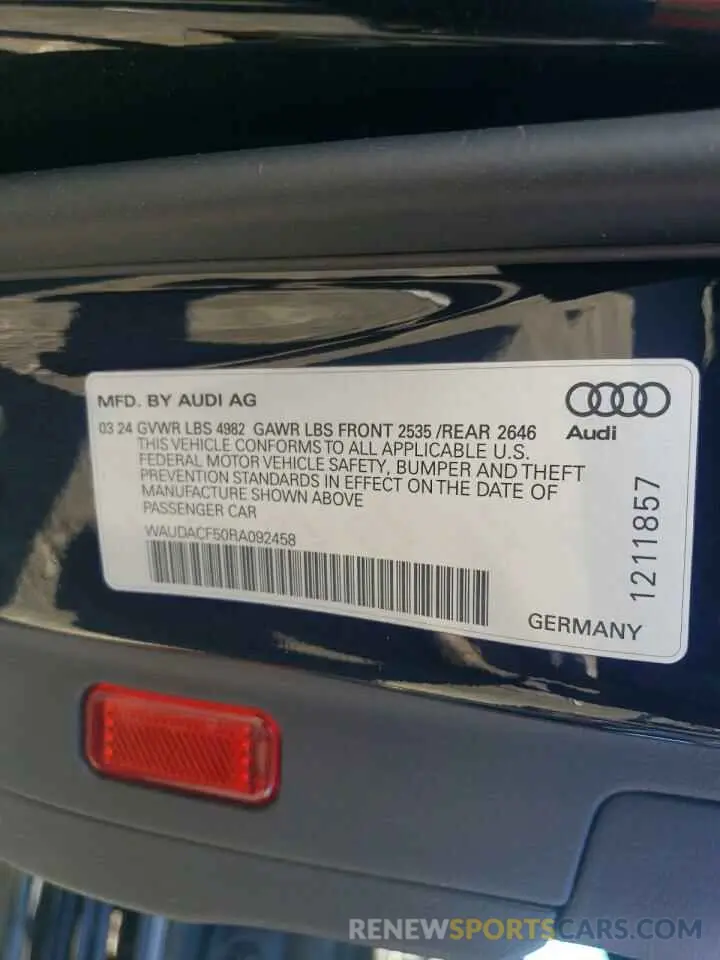 MFD. BY AUDI AG
03 24 GVWR LBS 4982 GAWR LBS FRONT 2535 /REAR 2646
THIS VEHICLE CONFORMS TO ALL APPLICABLE U.S.
FEDERAL MOTOR VEHICLE SAFETY, BUMPER AND THEFT
PREVENTION STANDARDS IN EFFECT ON THE DATE OF
MANUFACTURE SHOWN ABOVE
PASSENGER CAR
WAUDACF50RA092458
Audi
1211857
GERMANY
RENEWSPORTSCARS.COM